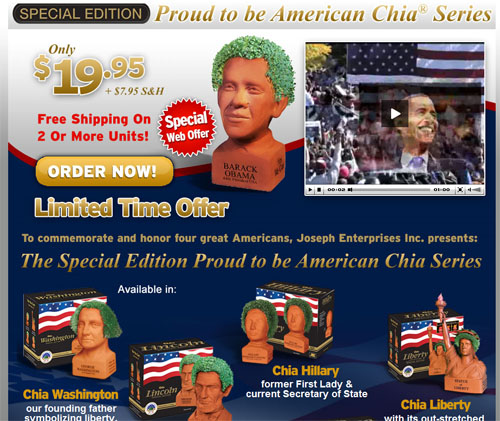 SPECIAL EDITION Proud to be American Chia® Series
Only
$19.95
+ $7.95 S&H
Free Shipping On
2 Or More Units!
Special
Web Offer
ORDER NOW!
BARACK
OBAMA
00:02
01:00
Limited Time Offer
To commemorate and honor four great Americans, Joseph Enterprises Inc. presents:
The Special Edition Proud to be American Chia Series
Available in:
Washington
Lincoln
Liberty
Chia Washington
our founding father
symbolizing liberty,
Chia Hillary
former First Lady &
current Secretary of State
Chia Liberty
with its out-stretched